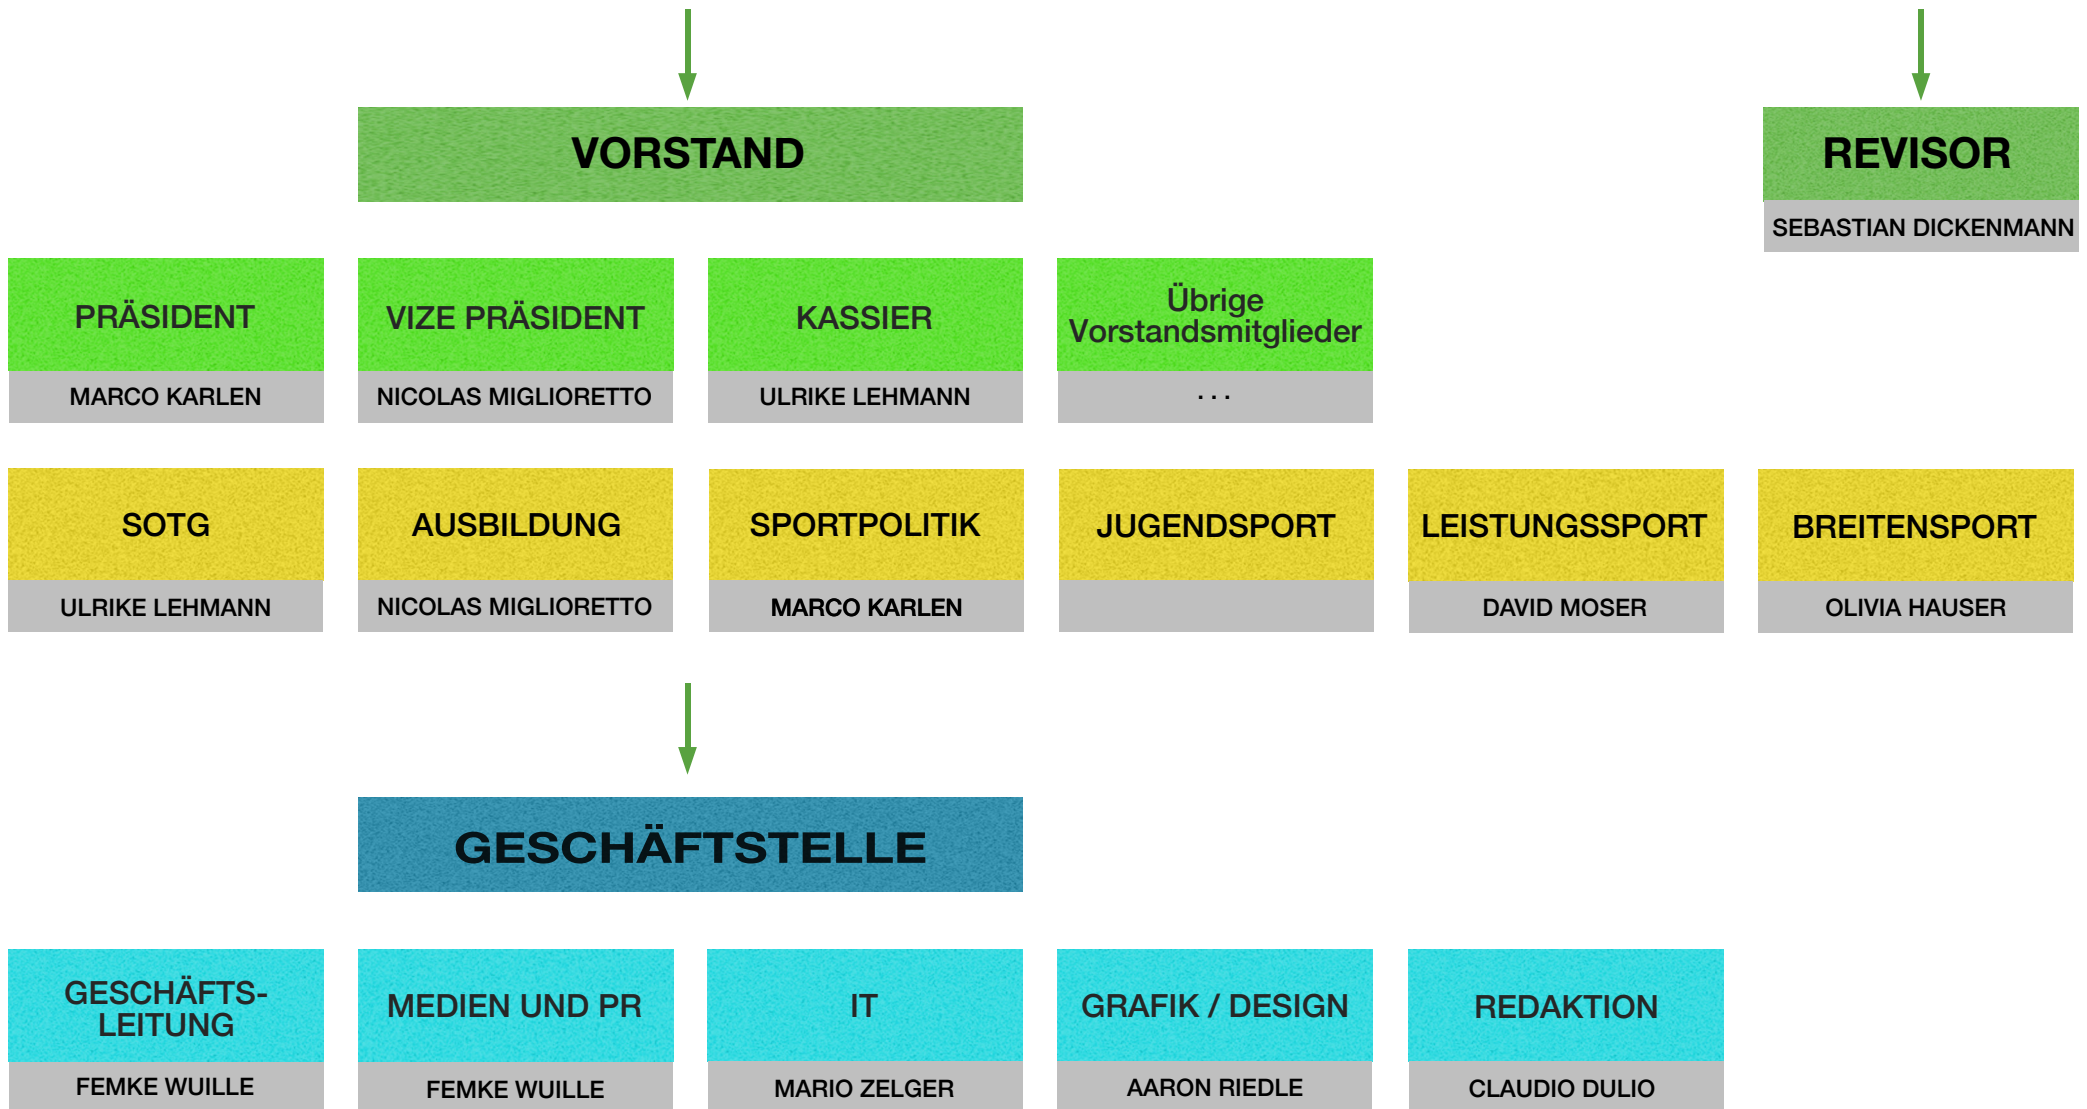 VORSTAND
REVISOR
SEBASTIAN DICKENMANN
PRÄSIDENT
VIZE PRÄSIDENT
KASSIER
Übrige
Vorstandsmitglieder
MARCO KARLEN
NICOLAS MIGLIORETTO
ULRIKE LEHMANN
...
SOTG
AUSBILDUNG
SPORTPOLITIK
JUGENDSPORT
LEISTUNGSSPORT
BREITENSPORT
ULRIKE LEHMANN
NICOLAS MIGLIORETTO
MARCO KARLEN
DAVID MOSER
OLIVIA HAUSER
GESCHÄFTSTELLE
GESCHÄFTS-
LEITUNG
MEDIEN UND PR
IT
GRAFIK / DESIGN
REDAKTION
FEMKE WUILLE
FEMKE WUILLE
MARIO ZELGER
AARON RIEDLE
CLAUDIO DULIO